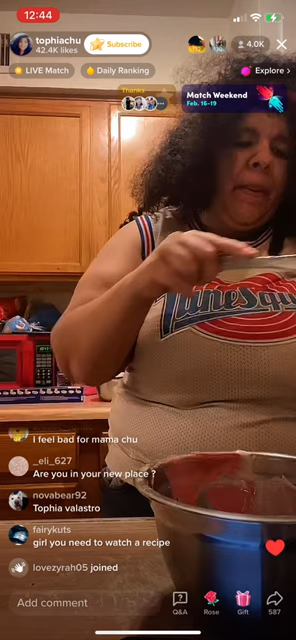 12:44
tophiachu
42.4K likes
Subscribe
4.0K
LIVE Match
Daily Ranking
Explore >
Thanks
Match Weekend
Feb. 16-19
I feel bad for mama chu
_eli_627
Are you in your new place ?
novabear92
Tophia valastro
fairykuts
girl you need to watch a recipe
lovezyrah05 joined
Add comment
Q&A
Rose
Gift
587